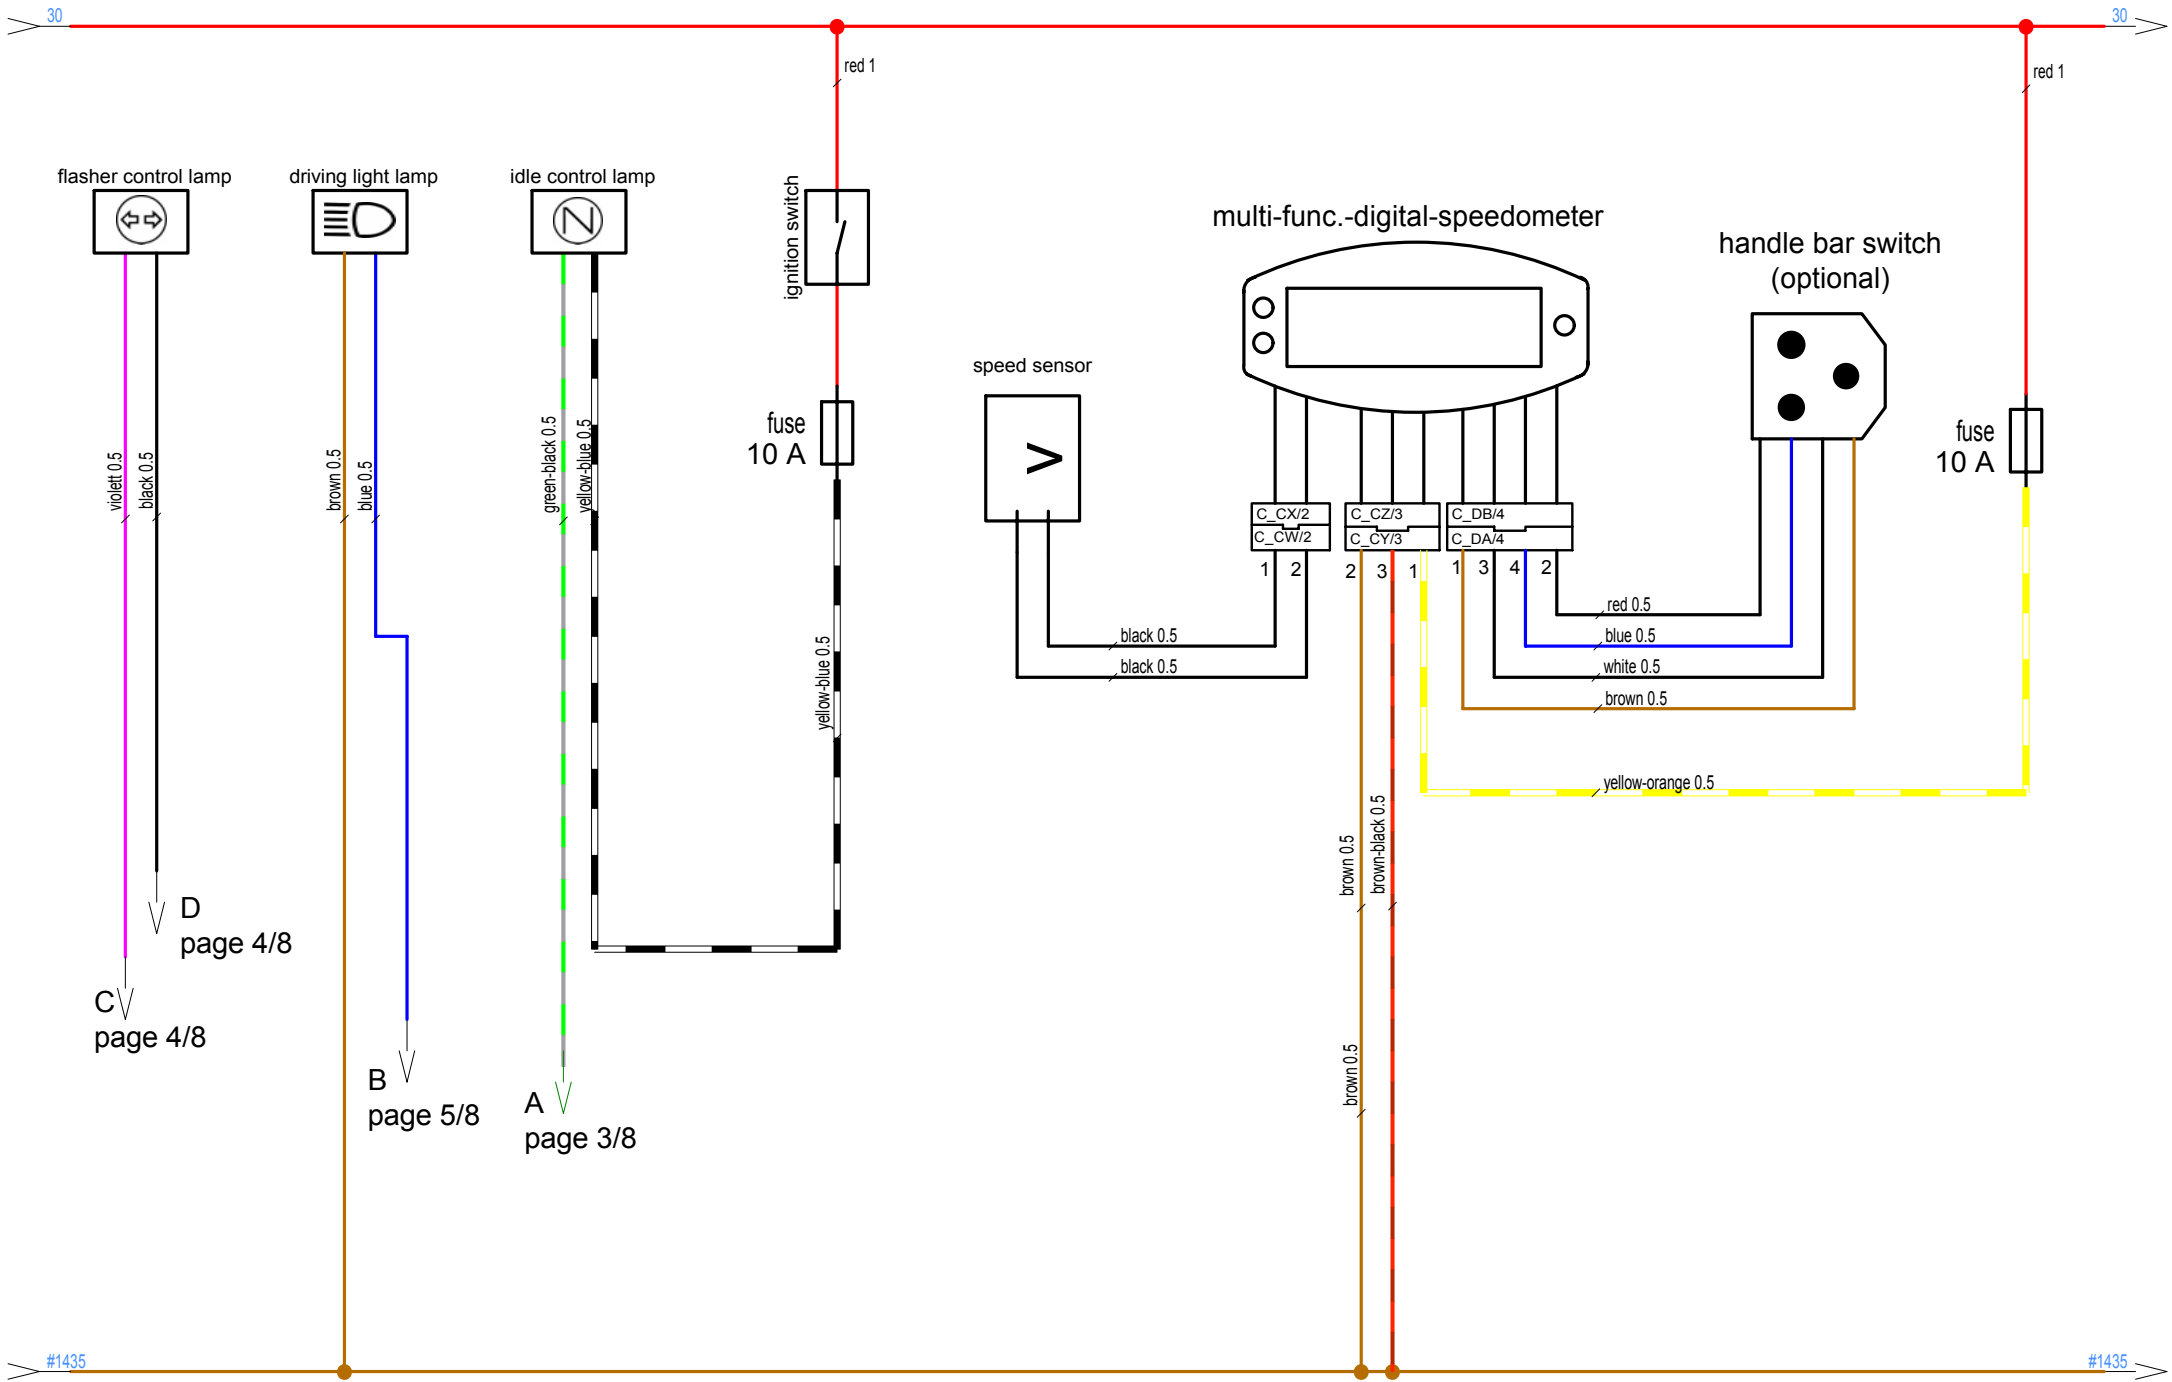 30
30
red 1
red 1
flasher control lamp
driving light lamp
idle control lamp
ignition switch
multi-func.-digital-speedometer
handle bar switch
(optional)
speed sensor
V
N
fuse
10 A
fuse
10 A
violett 0.5
black 0.5
brown 0.5
blue 0.5
green-black 0.5
yellow-blue 0.5
C_CX/2
C_CW/2
C_CZ/3
C_CY/3
C_DB/4
C_DA/4
1 2
2 3 1
1 3 4 2
red 0.5
blue 0.5
white 0.5
brown 0.5
black 0.5
black 0.5
yellow-blue 0.5
yellow-orange 0.5
brown 0.5
brown-black 0.5
D
page 4/8
C
page 4/8
B
page 5/8
A
page 3/8
brown 0.5
#1435
#1435